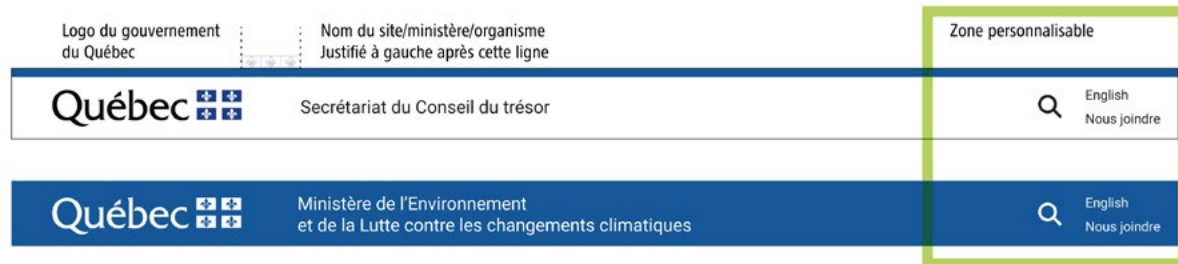 Logo du gouvernement
du Québec
Nom du site/ministère/organisme
Justifié à gauche après cette ligne
Zone personnalisable
Québec
Secrétariat du Conseil du trésor
English
Nous joindre
Québec
Ministère de l'Environnement
et de la Lutte contre les changements climatiques
English
Nous joindre